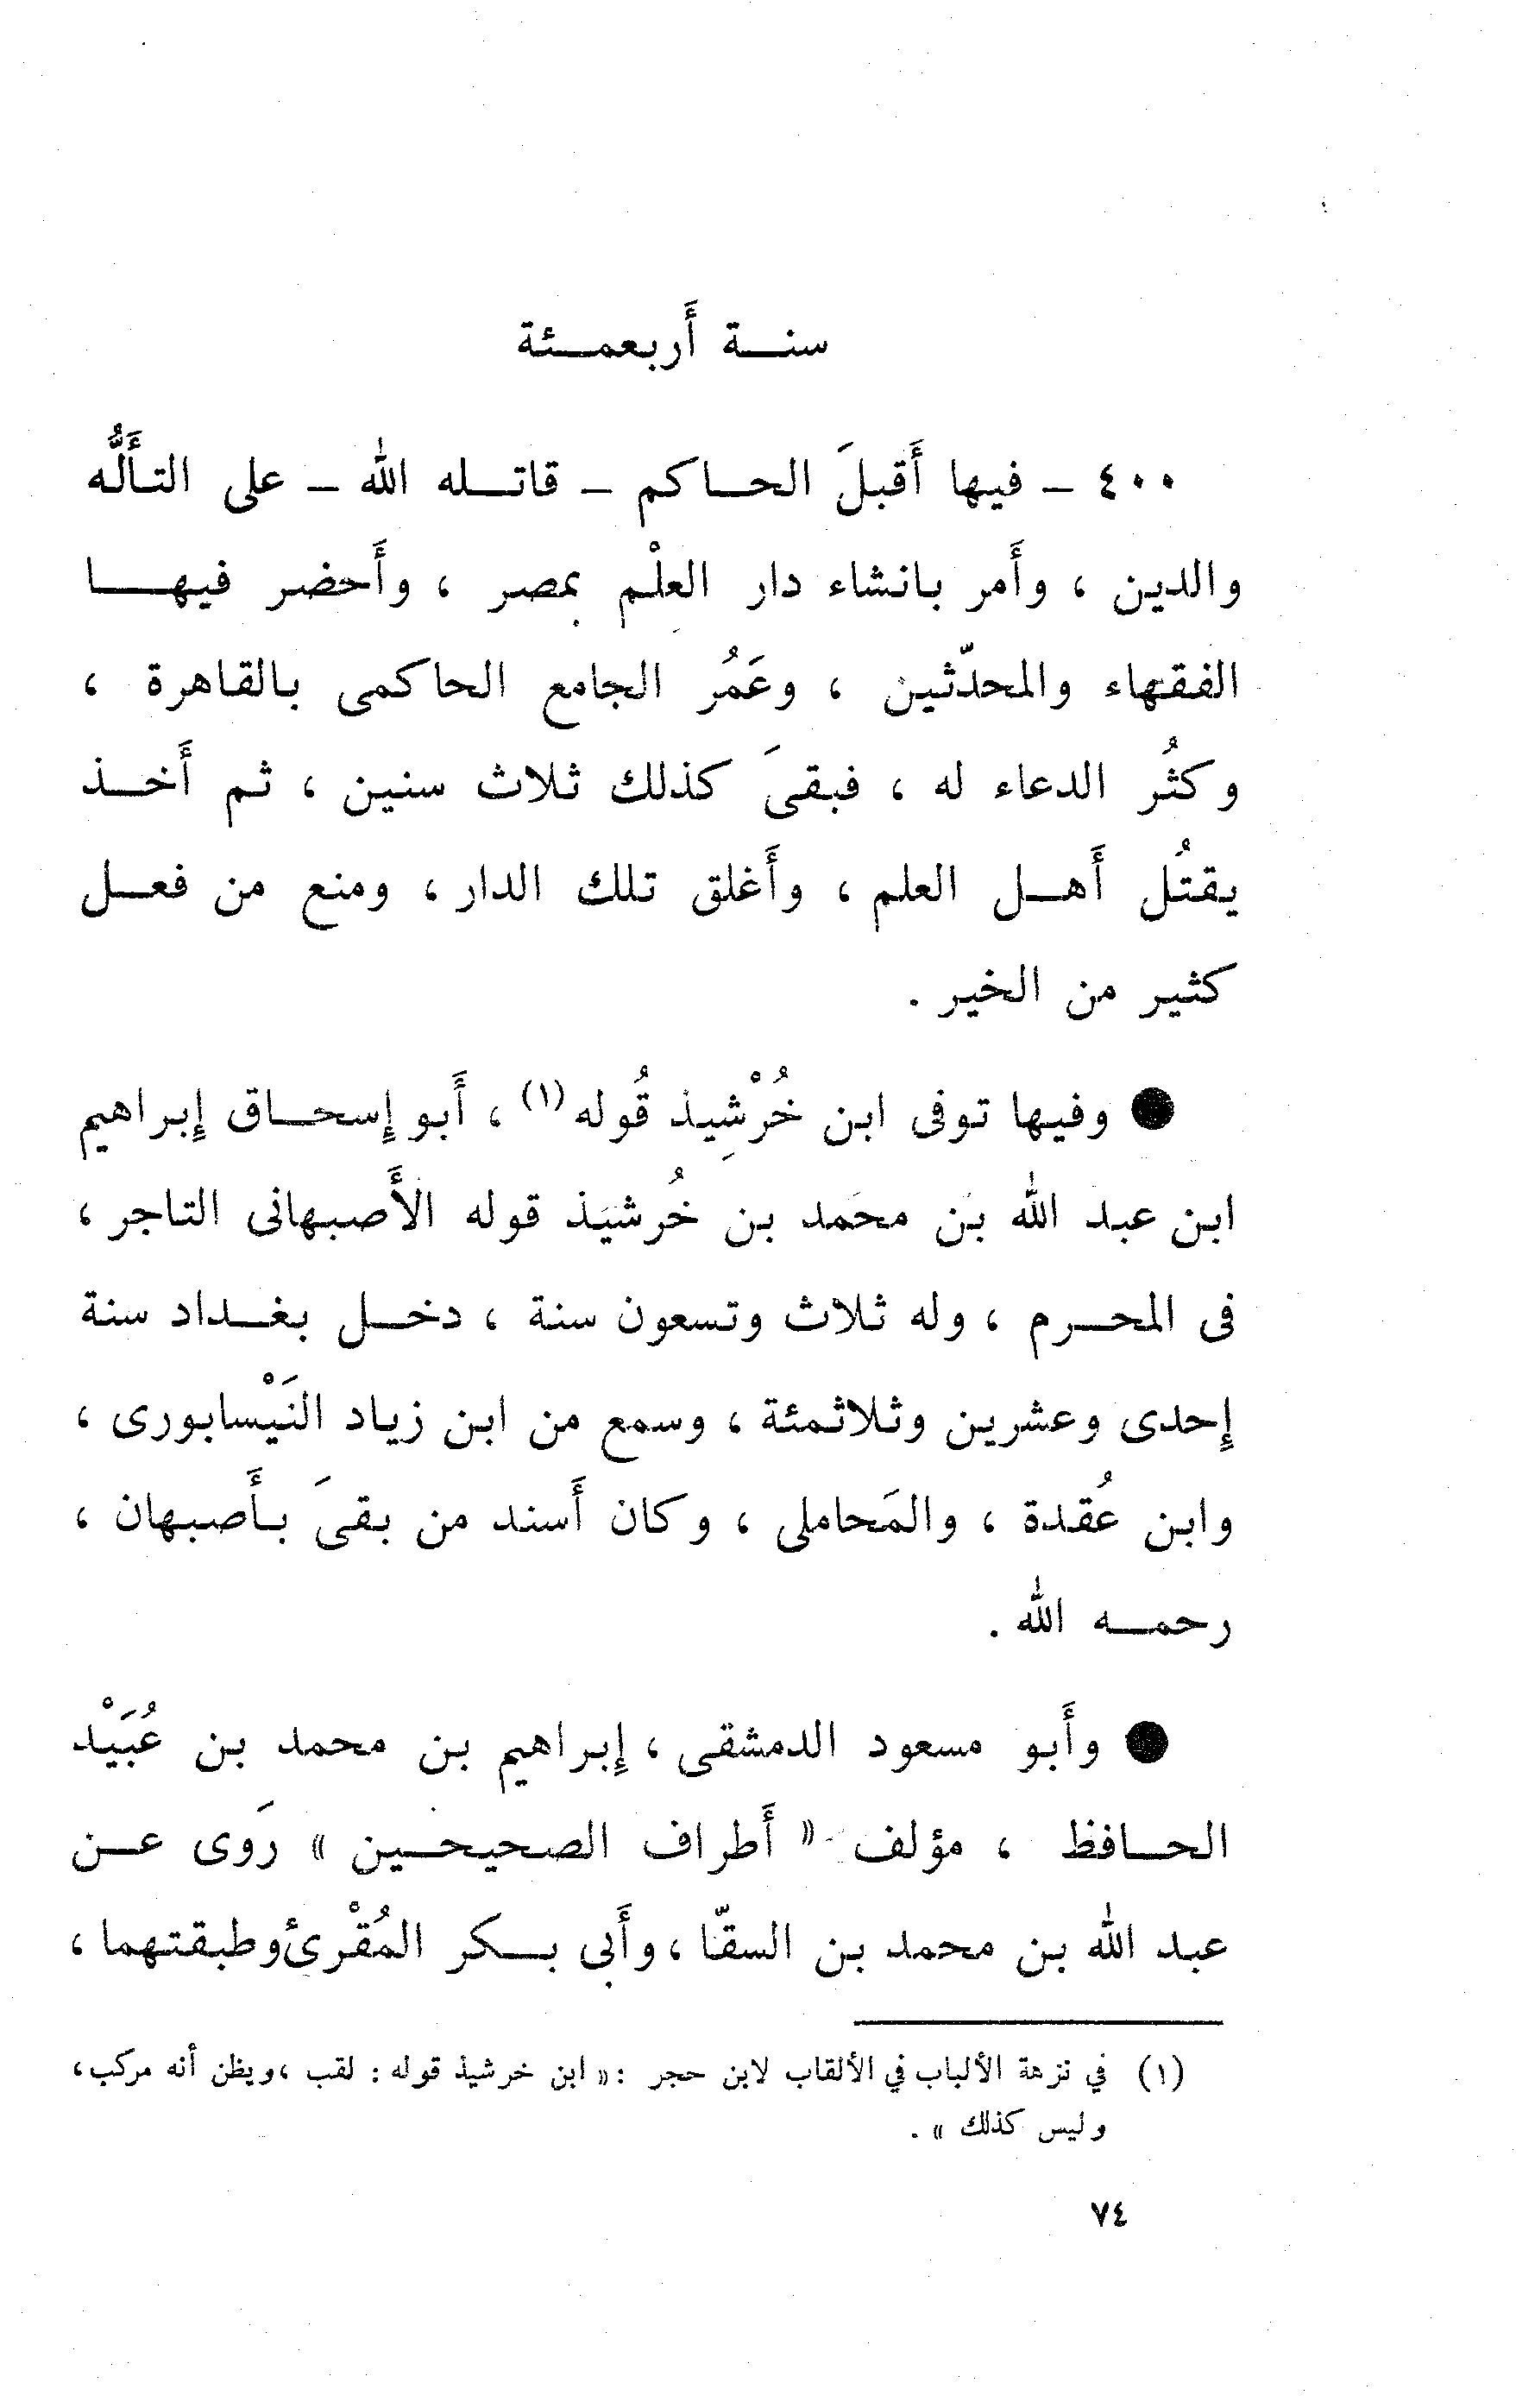 سنة أربعمئة
٤٠٠ – فيها أَقبلَ الحاكم – قاتله الله – على التأَلُّه
والدين ، وأَمر بانشاء دار العلْم بمصر ، وأَحضر فيها
الفقهاء والمحدّثين ، وعَمُر الجامع الحاكمى بالقاهرة ،
وكثُر الدعاء له ، فبقىَ كذلك ثلاث سنين ، ثم أَخذ
يقتُل أَهل العلم ، وأَغلق تلك الدار ، ومنع من فعل
كثير من الخير .
● وفيها توفى ابن خُرْشِيذ قُوله (١) ، أَبو إِسحاق إِبراهيم
ابن عبد الله بن محمد بن خُرشيَذ قوله الأَصبهانى التاجر ،
فى المحرم ، وله ثلاث وتسعون سنة ، دخل بغداد سنة
إِحدى وعشرين وثلاثمئة ، وسمع من ابن زياد النَيْسابورى ،
وابن عُقدة ، والمَحاملى ، وكان أَسند من بقىَ بأَصبهان ،
رحمه الله .
● وأَبو مسعود الدمشقى ، إِبراهيم بن محمد بن عُبَيْد
الحافظ ، مؤلف « أَطراف الصحيحين » رَوى عن
عبد الله بن محمد بن السقّا ، وأَبى بكر المُقْرئ وطبقتهما ،
(١) في نزهة الألباب في الألقاب لابن حجر : « ابن خرشيذ قوله : لقب ، ويظن أنه مركب ،
وليس كذلك » .
٧٤